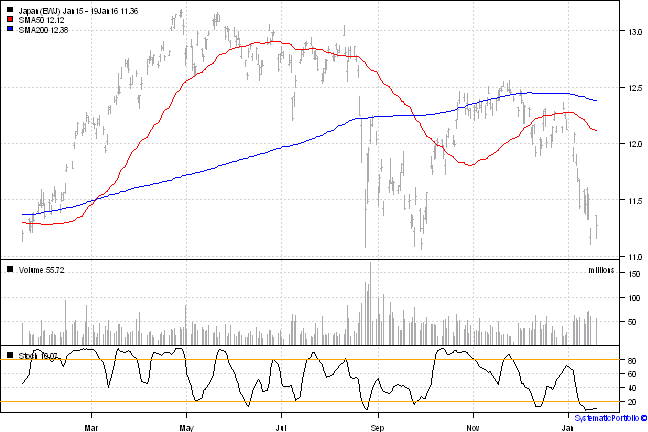 Japan (EWJ) Jan15 - 19Jan16 11.36
SMA50 12.12
SMA200 12.38
13.0
12.5
12.0
11.5
11.0
Volume 55.72
millions
150
100
50
80
60
40
20
Mar
May
Jul
Sep
Nov
Jan
SystematicPortfolio ©